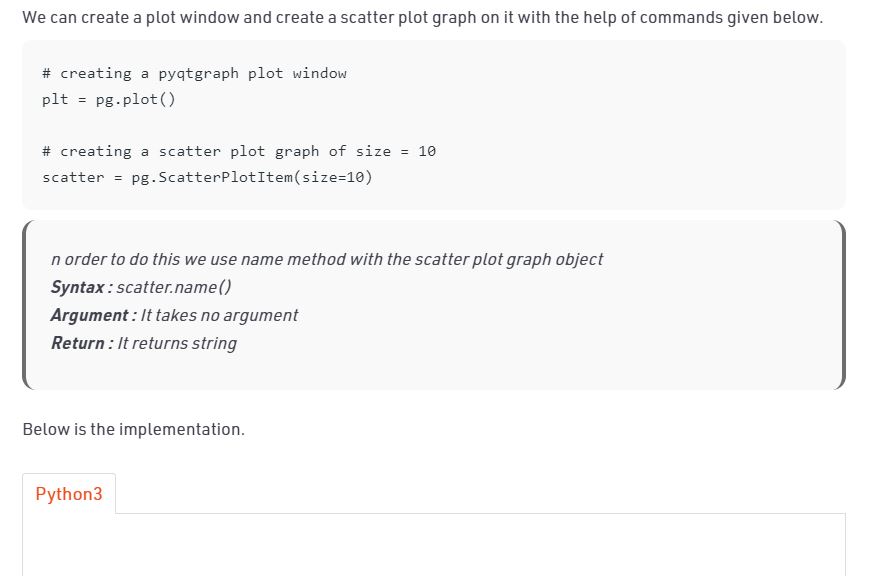 We can create a plot window and create a scatter plot graph on it with the help of commands given below.
# creating a pyqtgraph plot window
plt = pg.plot()
# creating a scatter plot graph of size = 10
scatter = pg.ScatterPlotItem(size=10)
n order to do this we use name method with the scatter plot graph object
Syntax : scatter.name()
Argument : It takes no argument
Return : It returns string
Below is the implementation.
Python3